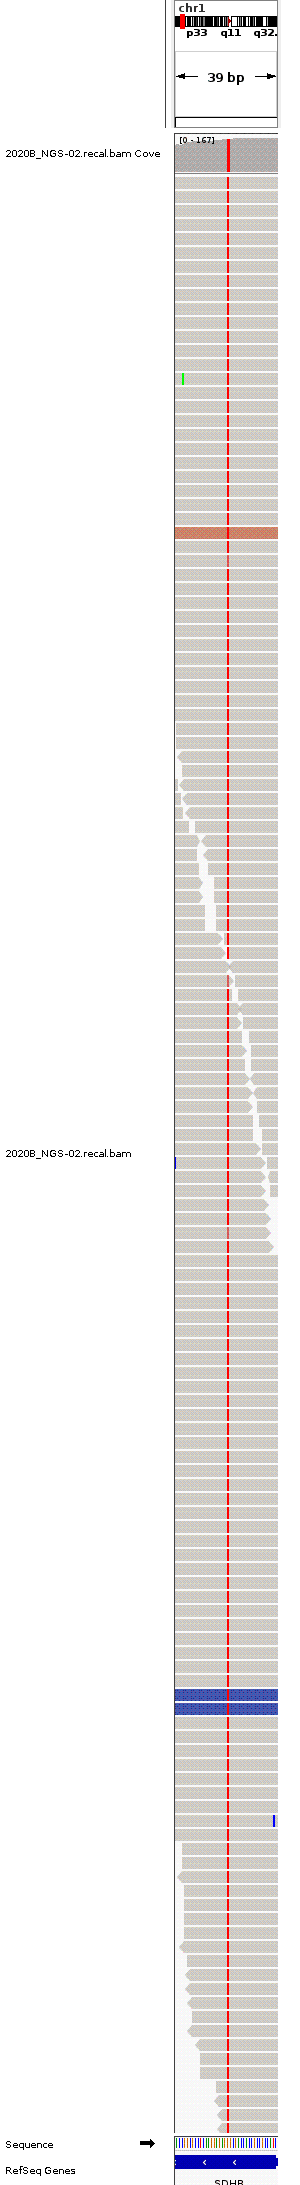 chr1
p33 q11 q32.
39 bp
[0 - 167]
2020B_NGS-02.recal.bam Cove
2020B_NGS-02.recal.bam
Sequence
RefSeq Genes
SDHB